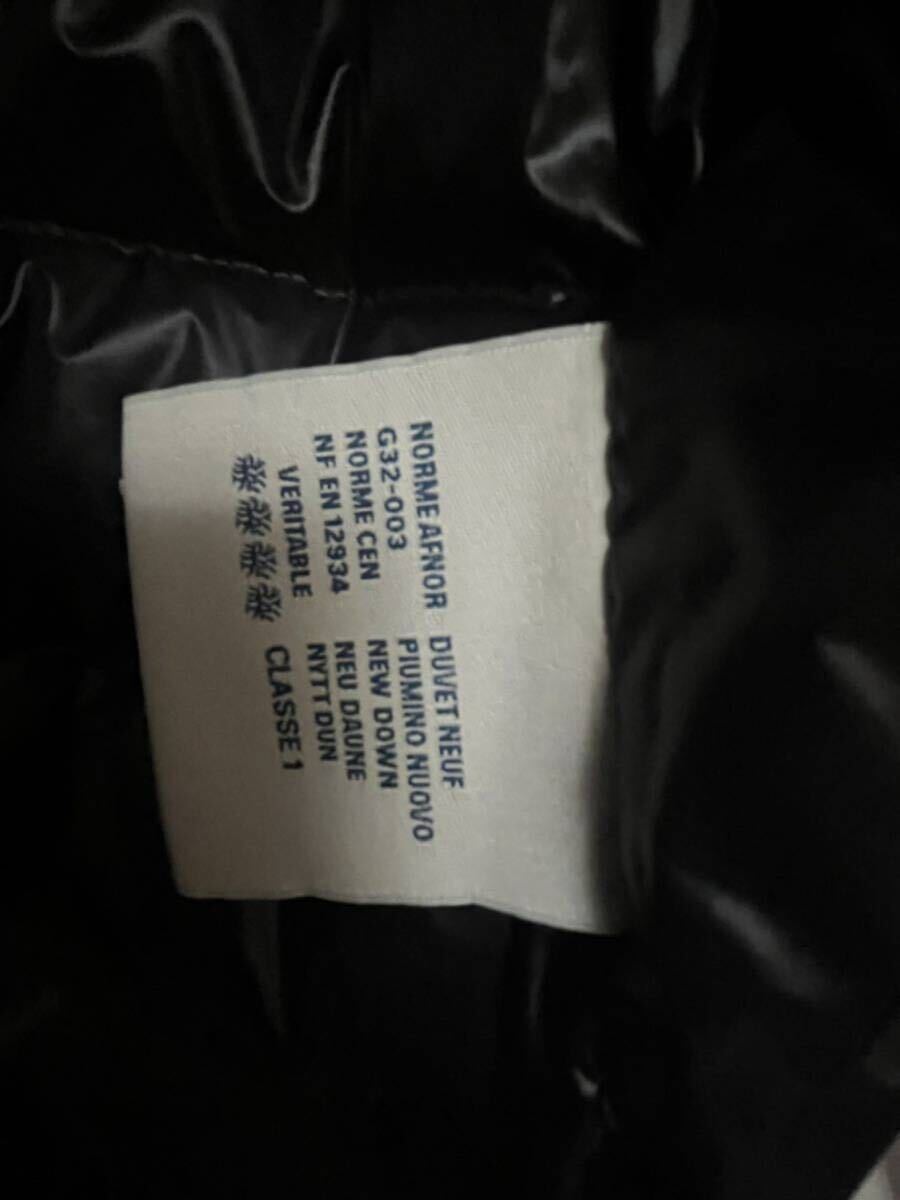 NORME AFNOR
G32-003
NORME CEN
NF EN 12934
VERITABLE
DUVET NEUF
PIUMINO NUOVO
NEW DOWN
NEU DAUNE
NYTT DUN
CLASSE 1